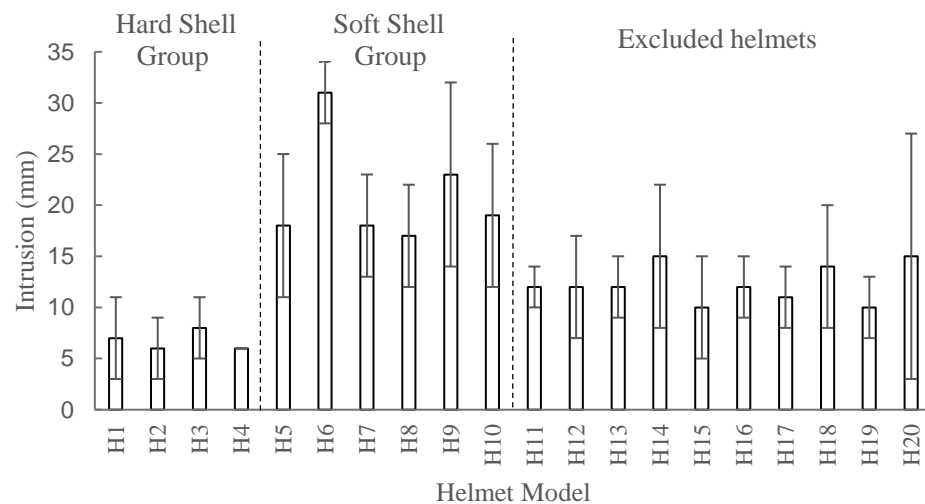 Hard Shell
Group
Soft Shell
Group
Excluded helmets
Intrusion (mm)
35
30
25
20
15
10
5
0
H1
H2
H3
H4
H5
H6
H7
H8
H9
H10
H11
H12
H13
H14
H15
H16
H17
H18
H19
H20
Helmet Model